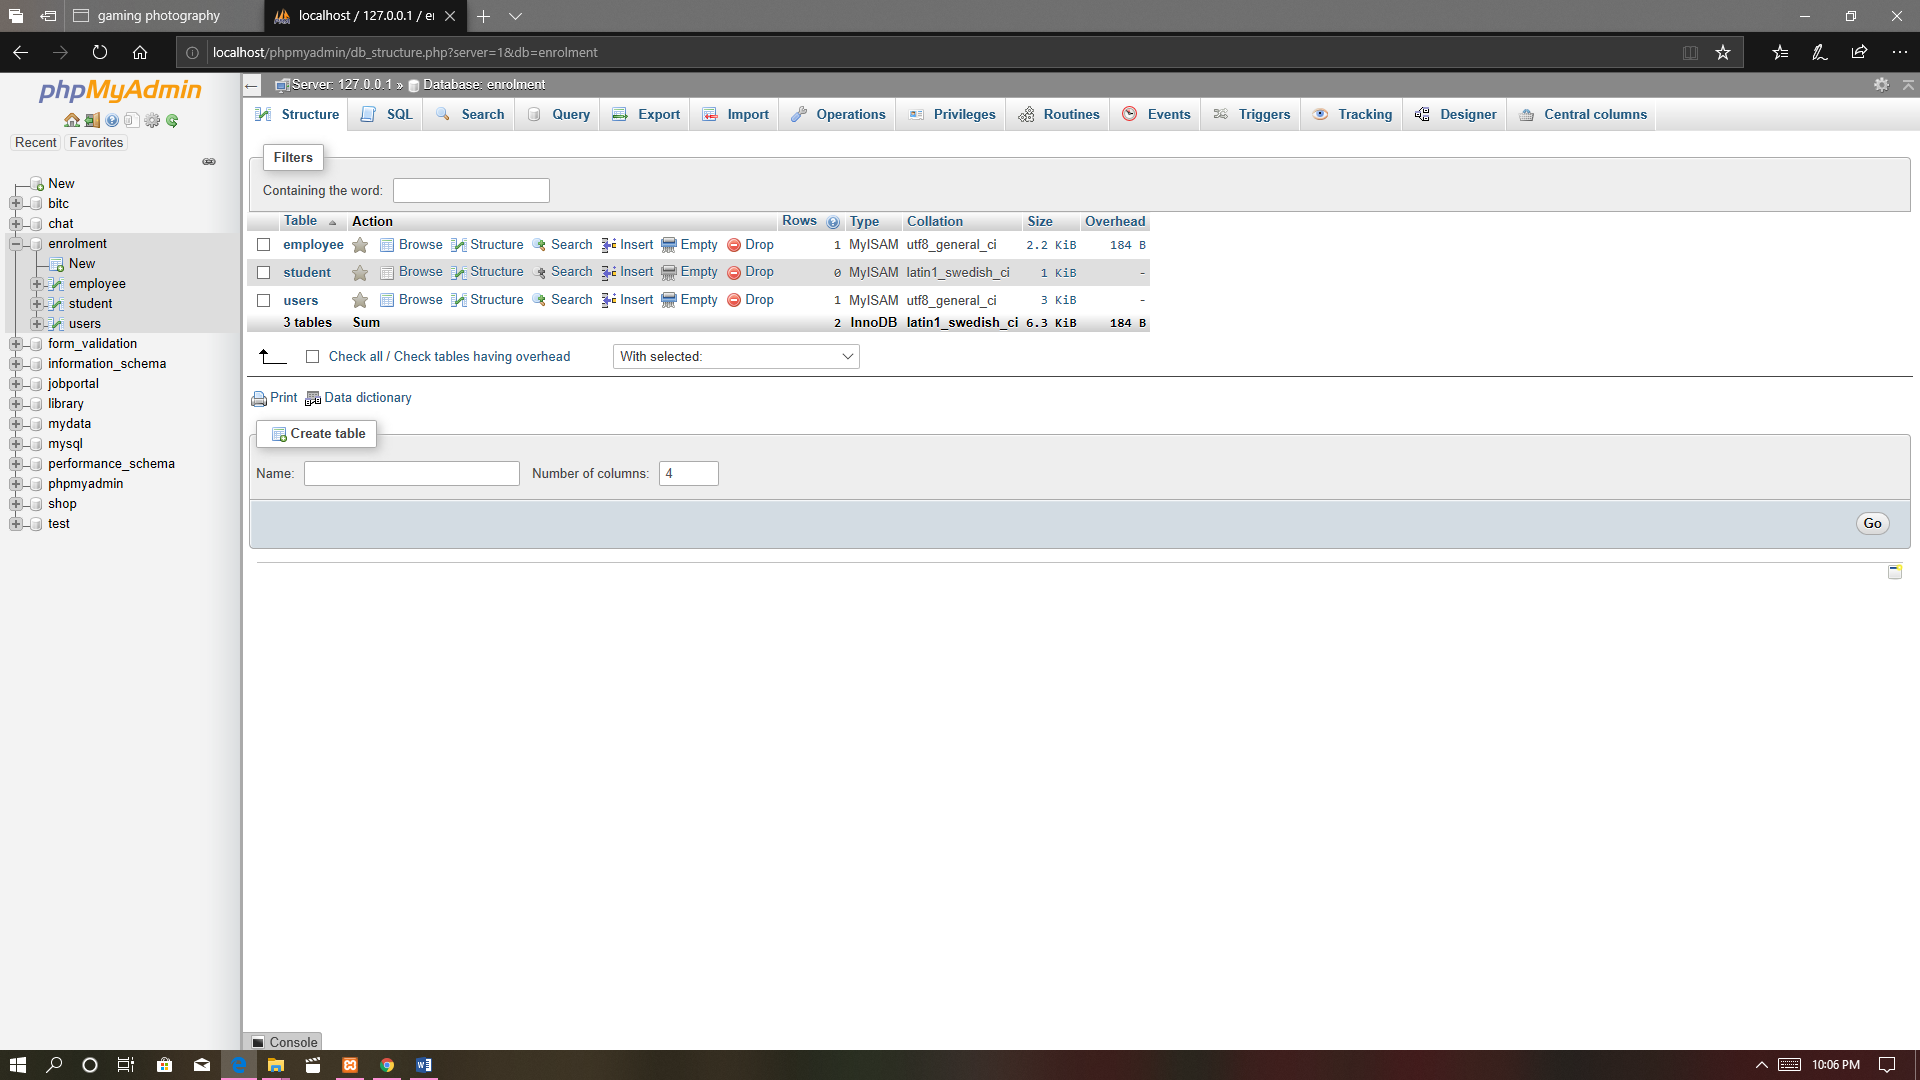 gaming photography
localhost / 127.0.0.1 / e
localhost/phpmyadmin/db_structure.php?server=1&db=enrolment
phpMyAdmin
Recent Favorites
New
bitc
chat
enrolment
New
employee
student
users
form_validation
information_schema
jobportal
library
mydata
mysql
performance_schema
phpmyadmin
shop
test
Server: 127.0.0.1 » Database: enrolment
Structure SQL Search Query Export Import Operations Privileges Routines Events Triggers Tracking Designer Central columns
Filters
Containing the word:
Table Action Rows Type Collation Size Overhead
employee Browse Structure Search Insert Empty Drop 1 MyISAM utf8_general_ci 2.2 KiB 184 B
student Browse Structure Search Insert Empty Drop 0 MyISAM latin1_swedish_ci 1 KiB -
users Browse Structure Search Insert Empty Drop 1 MyISAM utf8_general_ci 3 KiB -
3 tables Sum 2 InnoDB latin1_swedish_ci 6.3 KiB 184 B
Check all / Check tables having overhead With selected:
Print Data dictionary
Create table
Name: Number of columns: 4
Go
Console
10:06 PM